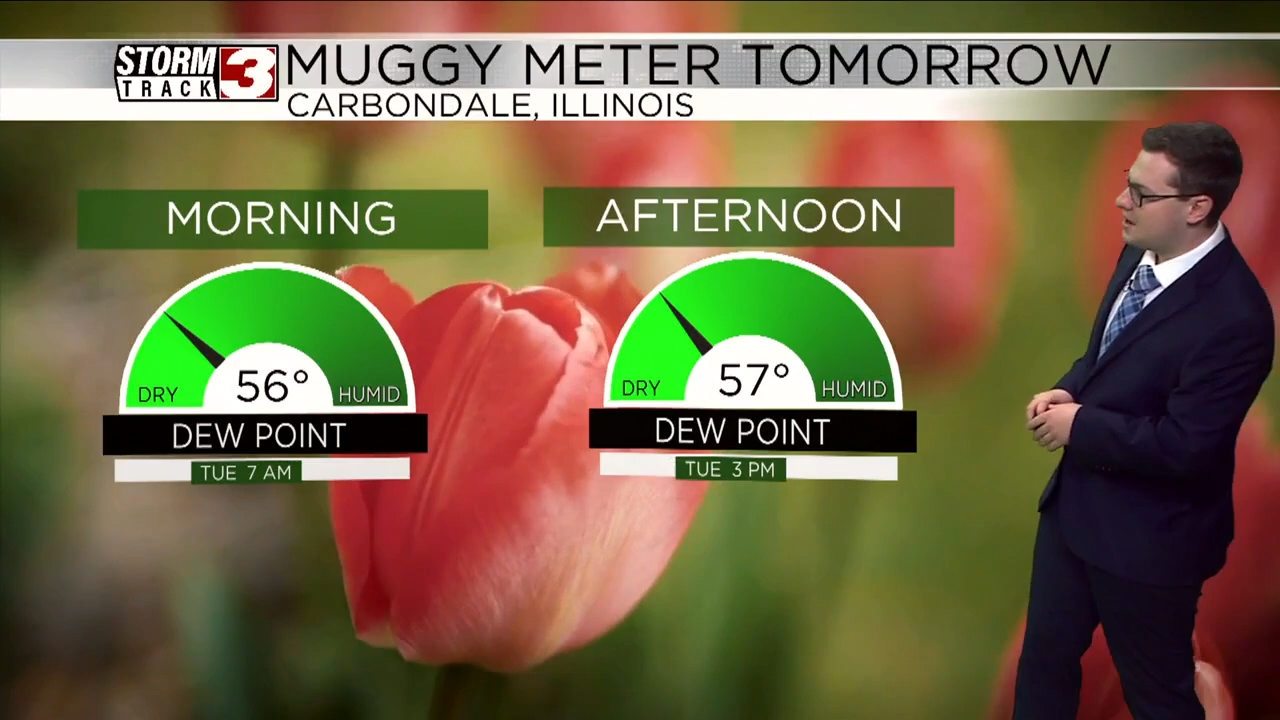 STORM
TRACK 3
MUGGY METER TOMORROW
CARBONDALE, ILLINOIS
MORNING
DRY 56° HUMID
DEW POINT
TUE 7 AM
AFTERNOON
DRY 57° HUMID
DEW POINT
TUE 3 PM